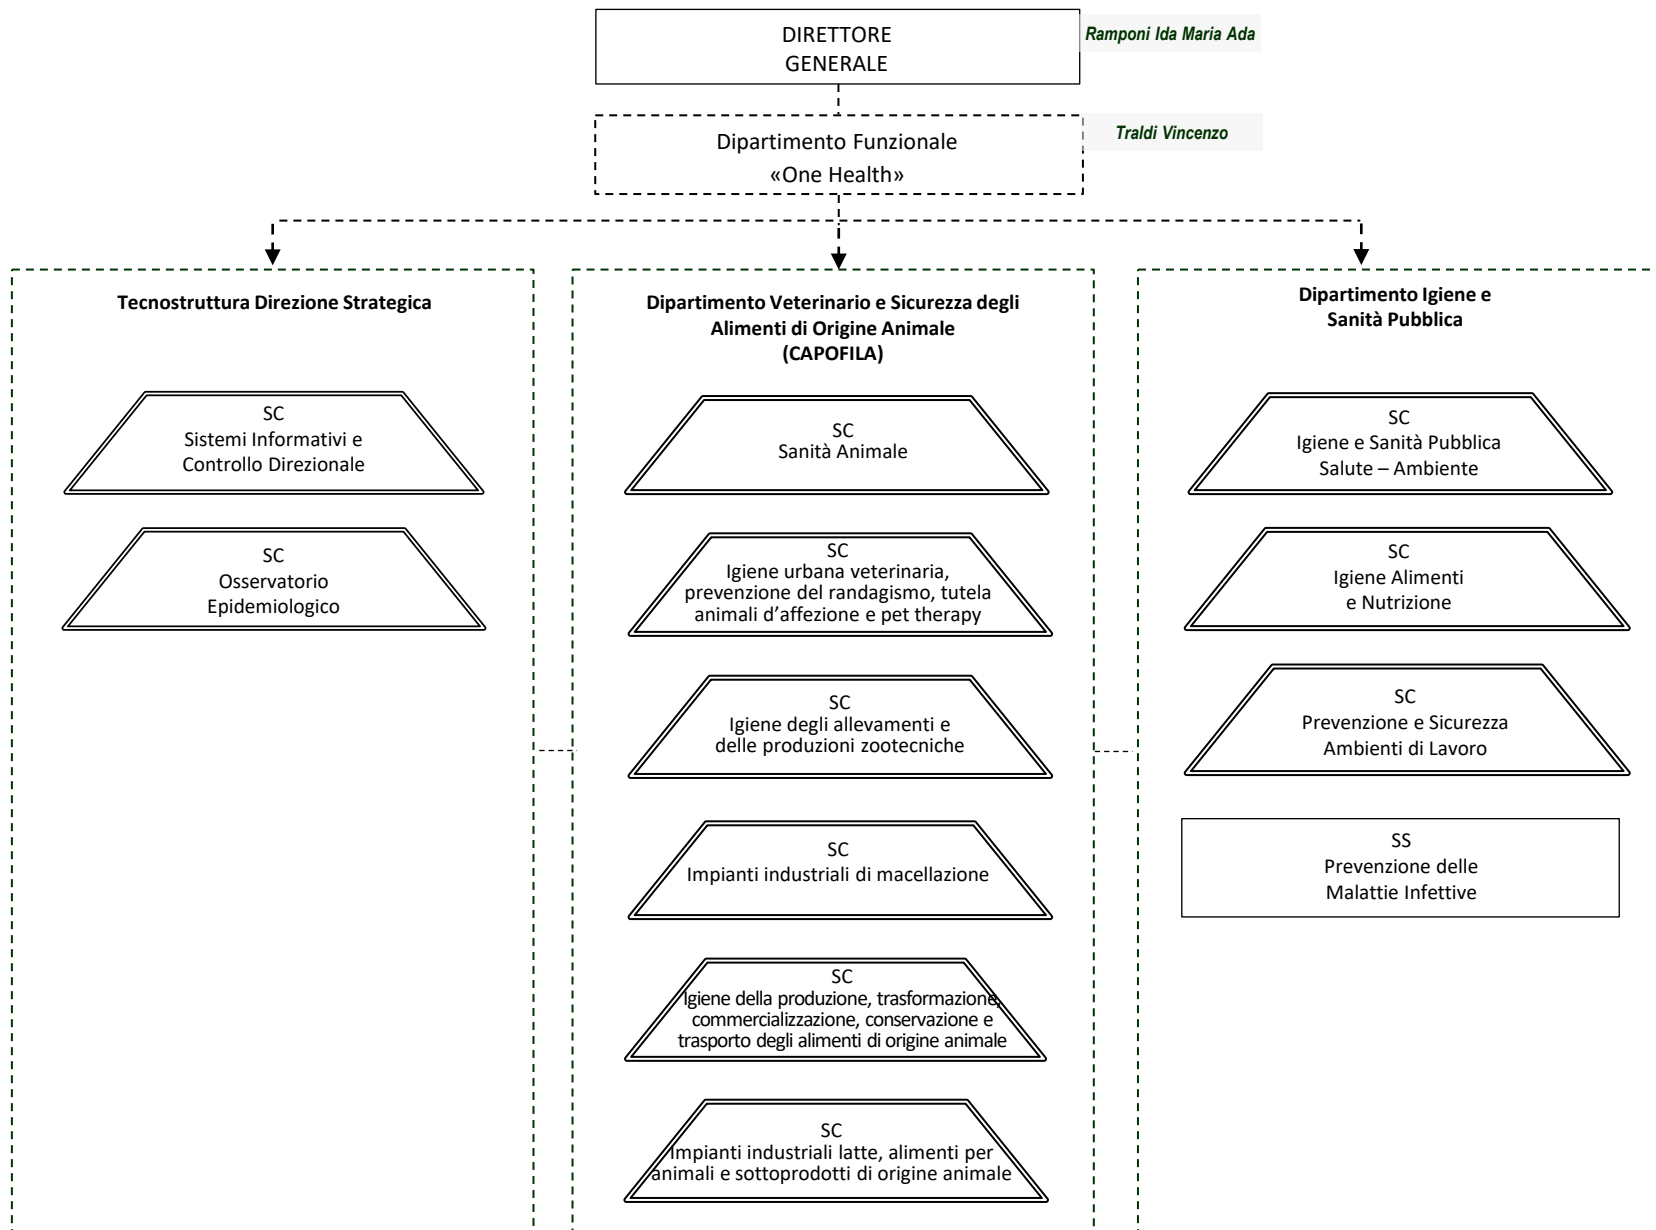 DIRETTORE
GENERALE
Ramponi Ida Maria Ada
Dipartimento Funzionale
«One Health»
Traldi Vincenzo
Tecnostruttura Direzione Strategica
SC
Sistemi Informativi e
Controllo Direzionale
SC
Osservatorio
Epidemiologico
Dipartimento Veterinario e Sicurezza degli
Alimenti di Origine Animale
(CAPOFILA)
SC
Sanità Animale
SC
Igiene urbana veterinaria,
prevenzione del randagismo, tutela
animali d'affezione e pet therapy
SC
Igiene degli allevamenti e
delle produzioni zootecniche
SC
Impianti industriali di macellazione
SC
Igiene della produzione, trasformazione,
commercializzazione, conservazione e
trasporto degli alimenti di origine animale
SC
Impianti industriali latte, alimenti per
animali e sottoprodotti di origine animale
Dipartimento Igiene e
Sanità Pubblica
SC
Igiene e Sanità Pubblica
Salute – Ambiente
SC
Igiene Alimenti
e Nutrizione
SC
Prevenzione e Sicurezza
Ambienti di Lavoro
SS
Prevenzione delle
Malattie Infettive